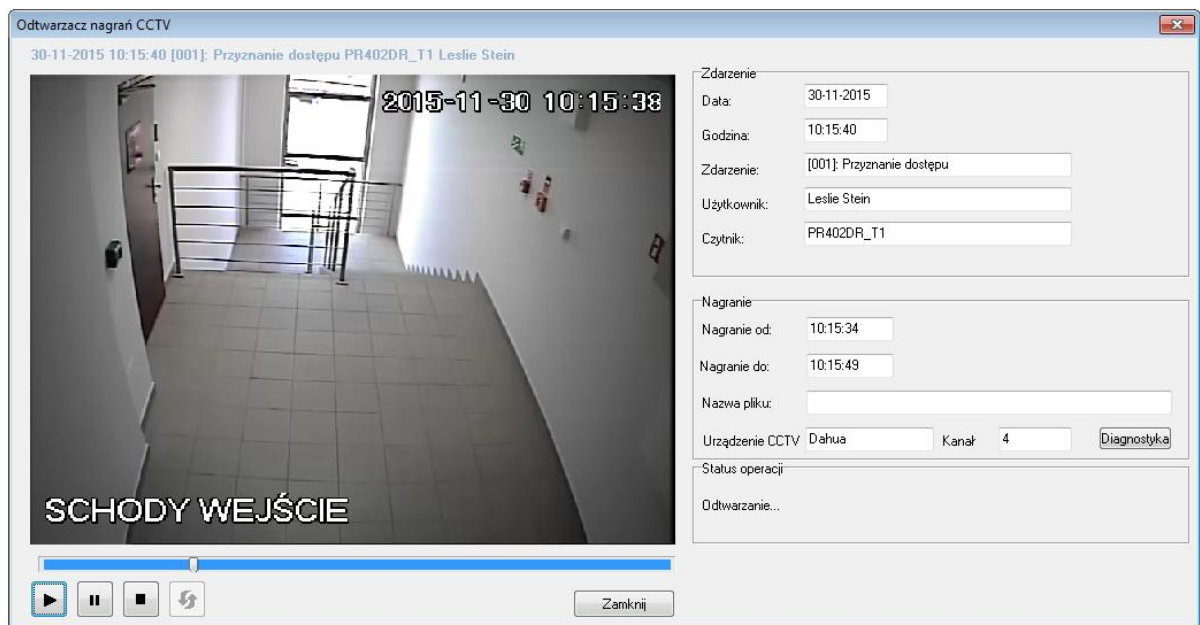 Odtwarzacz nagrań CCTV
30-11-2015 10:15:40 [001]: Przyznanie dostępu PR402DR_T1 Leslie Stein
2015-11-30 10:15:38
SCHODY WEJŚCIE
Zdarzenie
Data: 30-11-2015
Godzina: 10:15:40
Zdarzenie: [001]: Przyznanie dostępu
Użytkownik: Leslie Stein
Czytnik: PR402DR_T1
Nagranie
Nagranie od: 10:15:34
Nagranie do: 10:15:49
Nazwa pliku:
Urządzenie CCTV Dahua Kanał 4 Diagnostyka
Status operacji
Odtwarzanie...
Zamknij